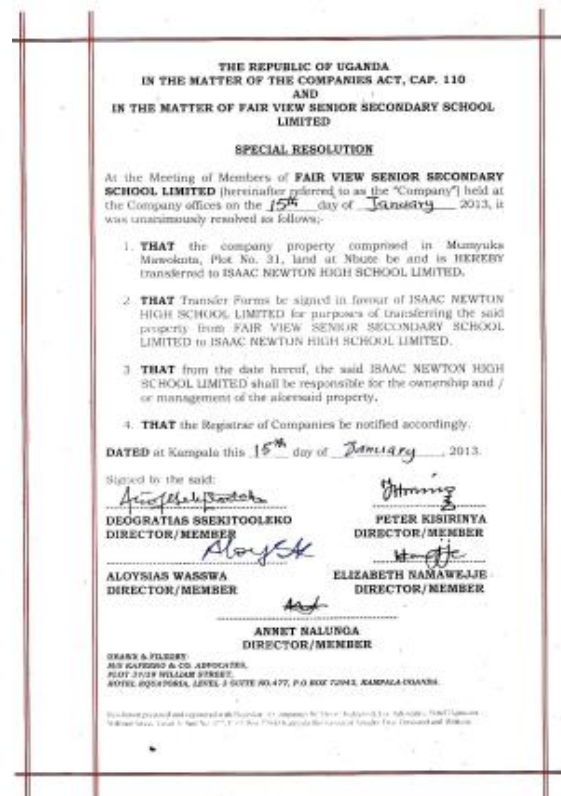 THE REPUBLIC OF UGANDA
IN THE MATTER OF THE COMPANIES ACT, CAP. 110
AND
IN THE MATTER OF FAIR VIEW SENIOR SECONDARY SCHOOL
LIMITED
SPECIAL RESOLUTION
At the Meeting of Members of FAIR VIEW SENIOR SECONDARY
SCHOOL LIMITED (hereinafter referred to as the "Company") held at
the Company offices on the 15th day of January 2013, it
was unanimously resolved as follows;-
1. THAT the company property comprised in Mumyuka
Mawokota, Plot No. 31, land at Nbute be and is HEREBY
transferred to ISAAC NEWTON HIGH SCHOOL LIMITED.
2 THAT Transfer Forms be signed in favour of ISAAC NEWTON
HIGH SCHOOL LIMITED for purposes of transferring the said
property from FAIR VIEW SENIOR SECONDARY SCHOOL
LIMITED to ISAAC NEWTON HIGH SCHOOL LIMITED.
3 THAT from the date hereof, the said ISAAC NEWTON HIGH
SCHOOL LIMITED shall be responsible for the ownership and /
or management of the aforesaid property.
4. THAT the Registrar of Companies be notified accordingly.
DATED at Kampala this 15th day of January, 2013.
Signed by the said:
DEOGRATIAS SSEKITOOLEKO PETER KISIRINYA
DIRECTOR/MEMBER DIRECTOR/MEMBER
ALOYSIAS WASSWA ELIZABETH NAMAWEJJE
DIRECTOR/MEMBER DIRECTOR/MEMBER
ANNET NALUNGA
DIRECTOR/MEMBER
DRAWN & FILED BY:
M/S KAFEERO & CO. ADVOCATES,
PLOT 37/39 WILLIAM STREET,
HOTEL EQUATORIA, LEVEL 3 SUITE NO.477, P.O BOX 72943, KAMPALA-UGANDA.